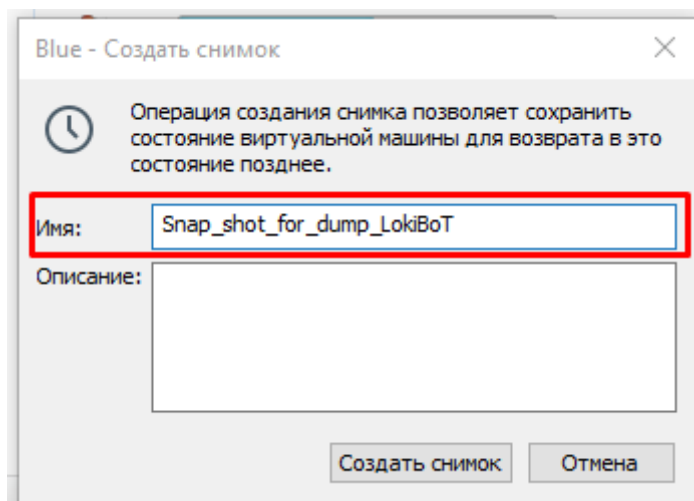 Blue - Создать снимок
Операция создания снимка позволяет сохранить
состояние виртуальной машины для возврата в это
состояние позднее.
Имя: Snap_shot_for_dump_LokiBoT
Описание:
Создать снимок Отмена